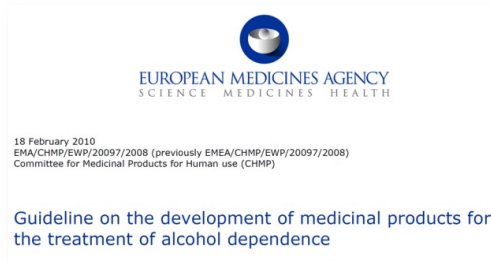 EUROPEAN MEDICINES AGENCY
SCIENCE MEDICINES HEALTH
18 February 2010
EMA/CHMP/EWP/20097/2008 (previously EMEA/CHMP/EWP/20097/2008)
Committee for Medicinal Products for Human use (CHMP)
Guideline on the development of medicinal products for
the treatment of alcohol dependence